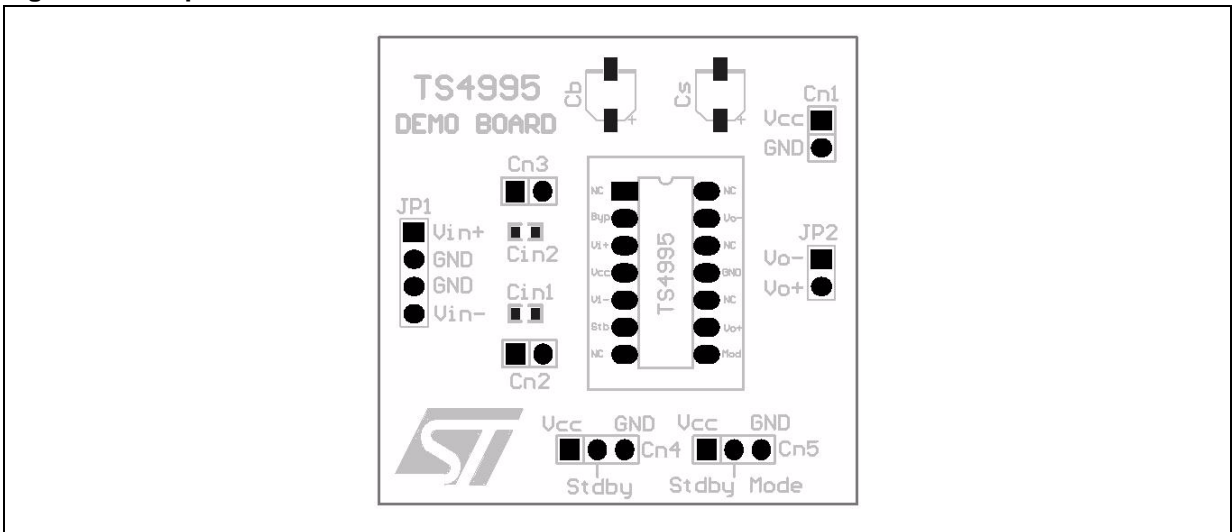 TS4995
DEMO BOARD
Cb
Cs
Cn1
Vcc
GND
Cn3
JP1
Vin+
GND
GND
Vin-
Cin2
Cin1
Cn2
NC
Byp
Vi+
Vcc
Vi-
Stb
NC
TS4995
NC
Vo-
NC
GND
NC
Vo+
Mod
JP2
Vo-
Vo+
ST
Vcc GND
Cn4
Stdby
Vcc GND
Cn5
Stdby Mode